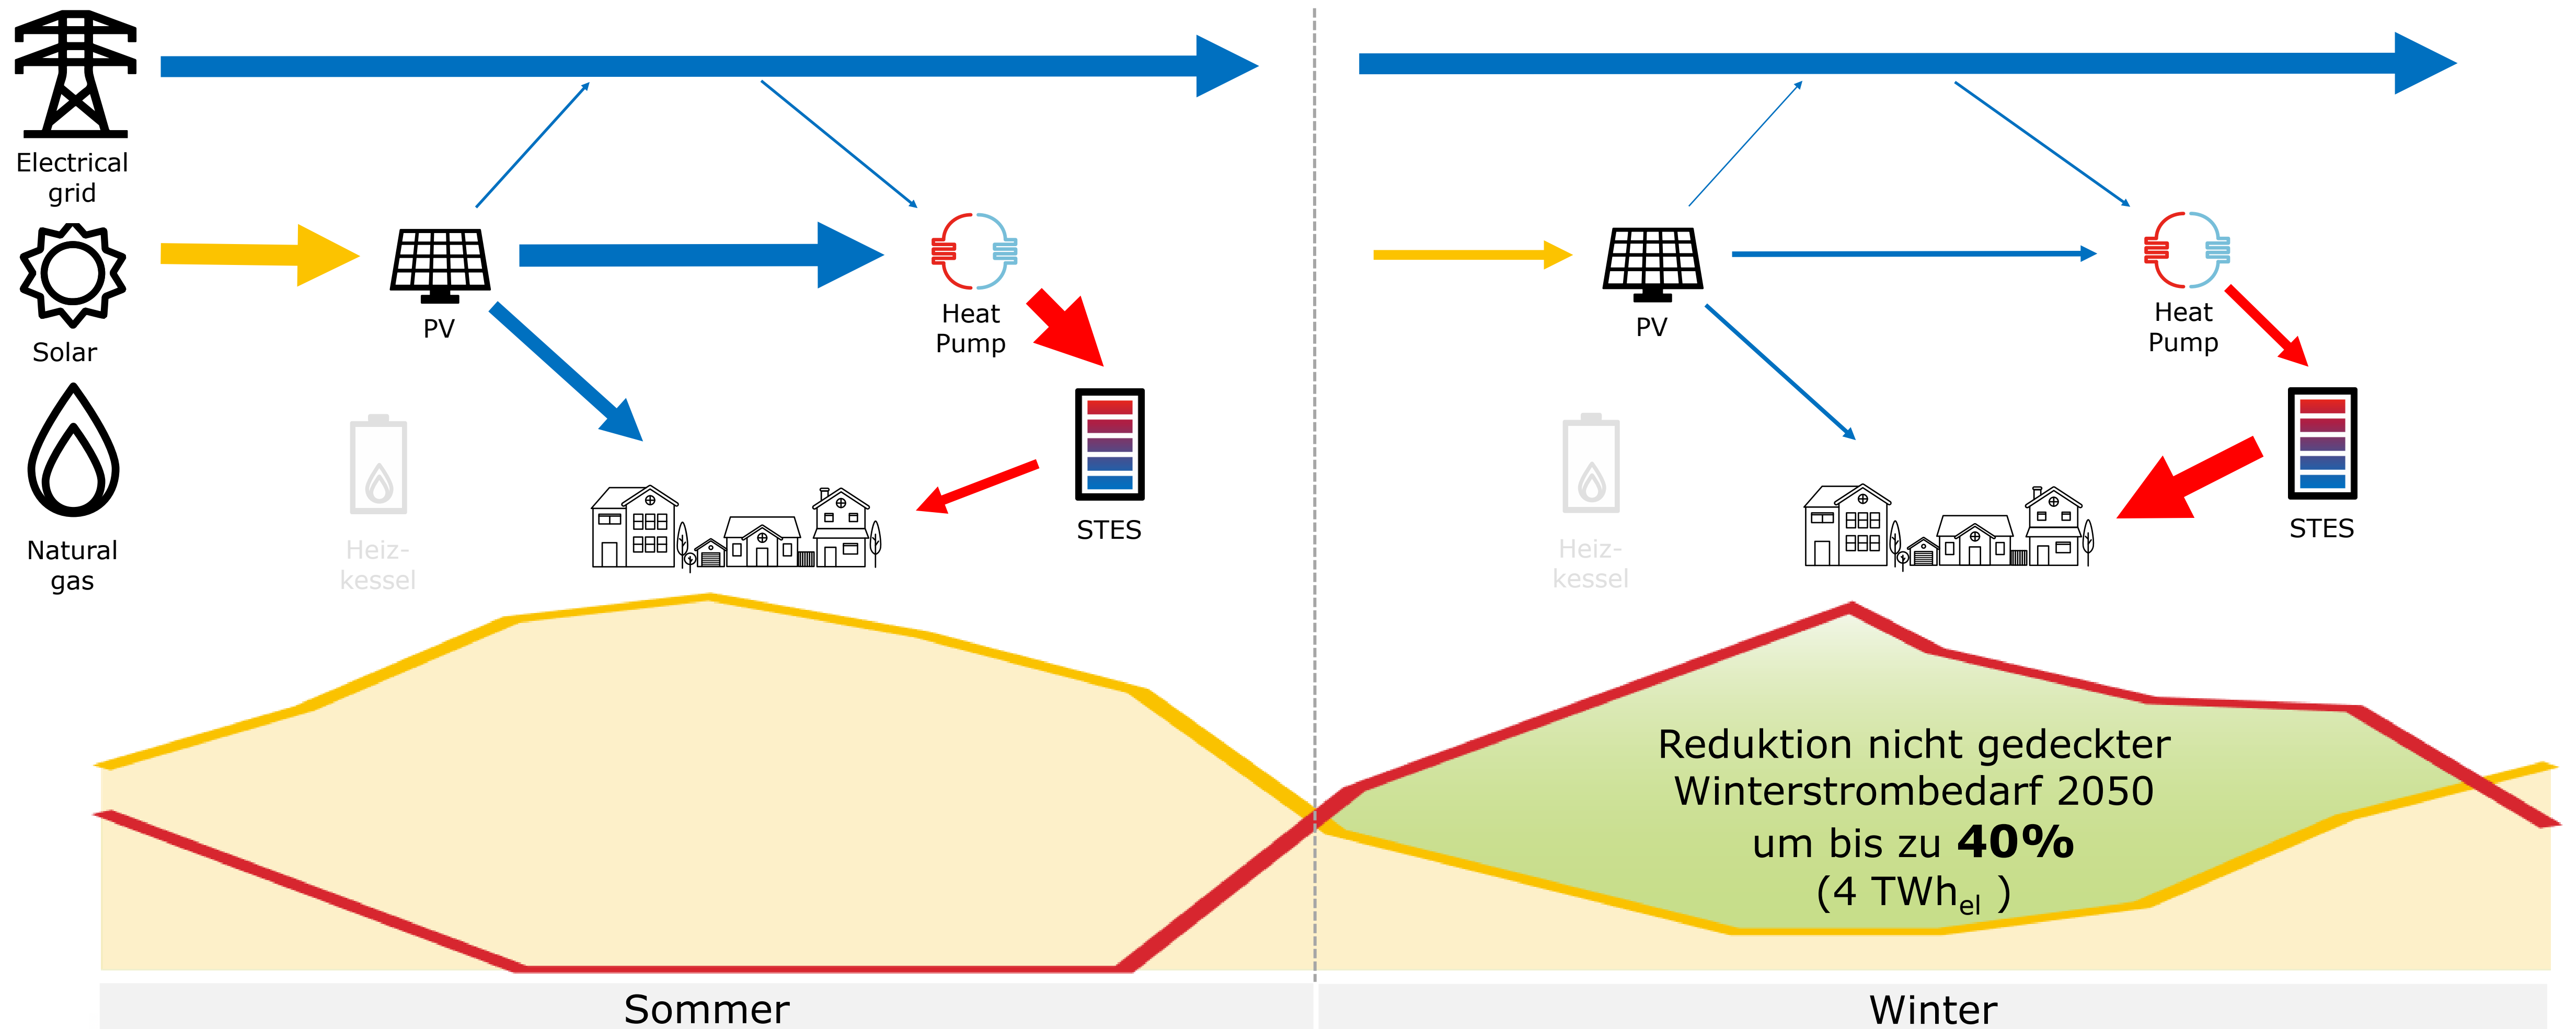 Electrical
grid
Solar
Natural
gas
PV
Heat
Pump
STES
Heiz-
kessel
PV
Heat
Pump
STES
Heiz-
kessel
Reduktion nicht gedeckter
Winterstrombedarf 2050
um bis zu 40%
(4 TWhel )
Sommer
Winter